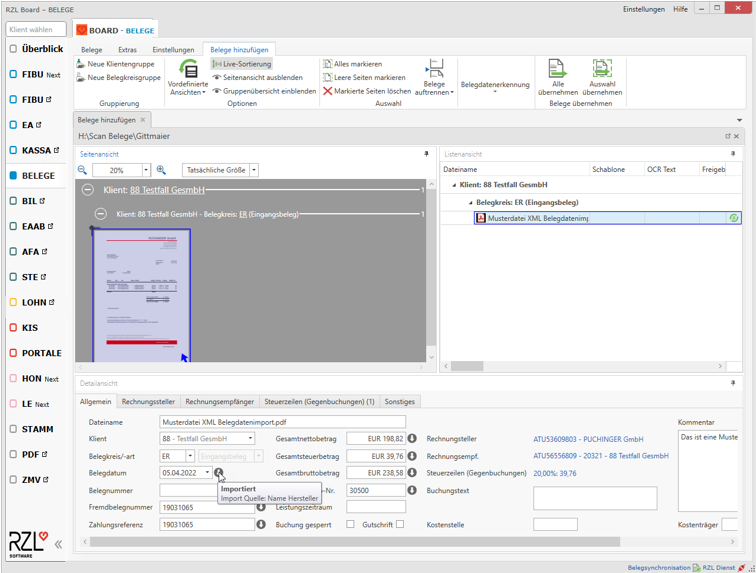 RZL Board – BELEGE
Einstellungen Hilfe
Klient wählen
BOARD - BELEGE
Belege Extras Einstellungen Belege hinzufügen
Neue Klientengruppe
Neue Belegkreisgruppe
Gruppierung
Vordefinierte
Ansichten
Live-Sortierung
Seitenansicht ausblenden
Gruppenübersicht einblenden
Optionen
Alles markieren
Leere Seiten markieren
Markierte Seiten löschen
Auswahl
Belege
auftrennen
Belegdatenerkennung
Alle
übernehmen
Auswahl
übernehmen
Belege übernehmen
Überblick
FIBU Next
FIBU
EA
KASSA
BELEGE
BIL
EAAB
AFA
STE
LOHN
KIS
PORTALE
HON Next
LE Next
STAMM
PDF
ZMV
RZL
SOFTWARE
Belege hinzufügen
H:\Scan Belege\Gittmaier
Seitenansicht
20%
Tatsächliche Größe
Klient: 88 Testfall GesmbH 1
Klient: 88 Testfall GesmbH - Belegkreis: ER (Eingangsbeleg) 1
PUCHINGER GmbH
Listenansicht
Dateiname Schablone OCR Text Freigeb
Klient: 88 Testfall GesmbH
Belegkreis: ER (Eingangsbeleg)
Musterdatei XML Belegdatenimp
Detailansicht
Allgemein Rechnungssteller Rechnungsempfänger Steuerzeilen (Gegenbuchungen) (1) Sonstiges
Dateiname Musterdatei XML Belegdatenimport.pdf
Kommentar
Klient 88 - Testfall GesmbH Gesamtnettobetrag EUR 198,82 Rechnungsteller ATU53609803 - PUCHINGER GmbH
Das ist eine Muste
Belegkreis/-art ER Eingangsbeleg Gesamtsteuerbetrag EUR 39,76 Rechnungsempf. ATU56556809 - 20321 - 88 Testfall GesmbH
Belegdatum 05.04.2022 Gesamtbruttobetrag EUR 238,58 Steuerzeilen (Gegenbuchungen) 20,00%: 39,76
Belegnummer -Nr. 30500 Buchungstext
Importiert
Import Quelle: Name Hersteller
Fremdbelegnummer 19031065 Leistungszeitraum
Zahlungsreferenz 19031065 Buchung gesperrt Gutschrift Kostenstelle Kostenträger
Belegsynchronisation RZL Dienst